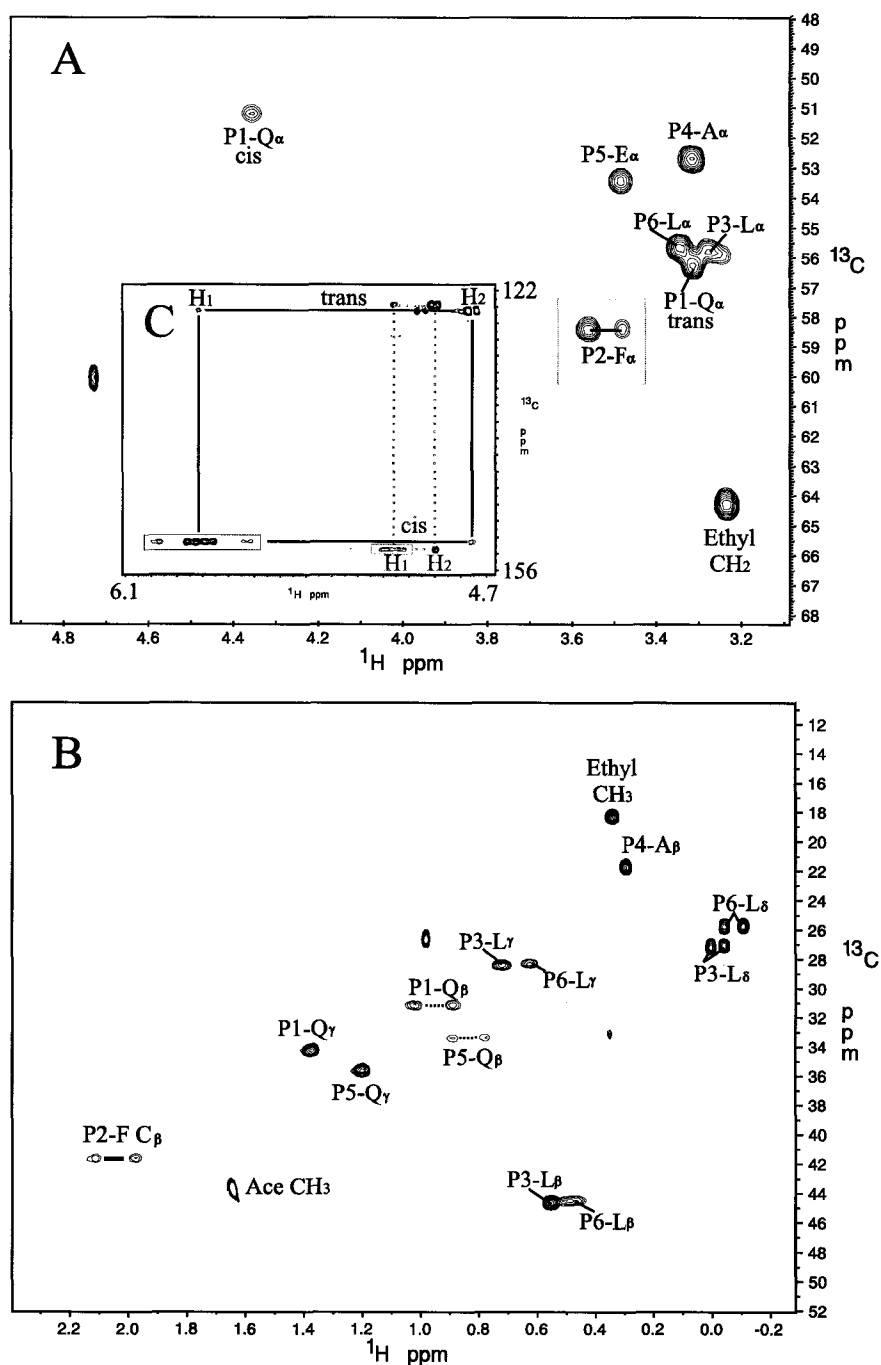 A
48
49
50
51
52
53
54
55
56
57
58
59
60
61
62
63
64
65
66
67
68
13C
p
p
m
P1-Qα
cis
P5-Eα
P4-Aα
P6-Lα
P3-Lα
P1-Qα
trans
P2-Fα
Ethyl
CH2
C
H1
trans
H2
122
13C
p
p
m
cis
H1
H2
156
6.1
1H ppm
4.7
4.8
4.6
4.4
4.2
4.0
3.8
3.6
3.4
3.2
1H ppm
B
12
14
16
18
20
22
24
26
28
30
32
34
36
38
40
42
44
46
48
50
52
13C
p
p
m
Ethyl
CH3
P4-Aβ
P6-Lδ
P3-Lδ
P3-Lγ
P6-Lγ
P1-Qβ
P1-Qγ
P5-Qβ
P5-Qγ
P2-F Cβ
Ace CH3
P3-Lβ
P6-Lβ
2.2
2.0
1.8
1.6
1.4
1.2
1.0
0.8
0.6
0.4
0.2
0.0
-0.2
1H ppm